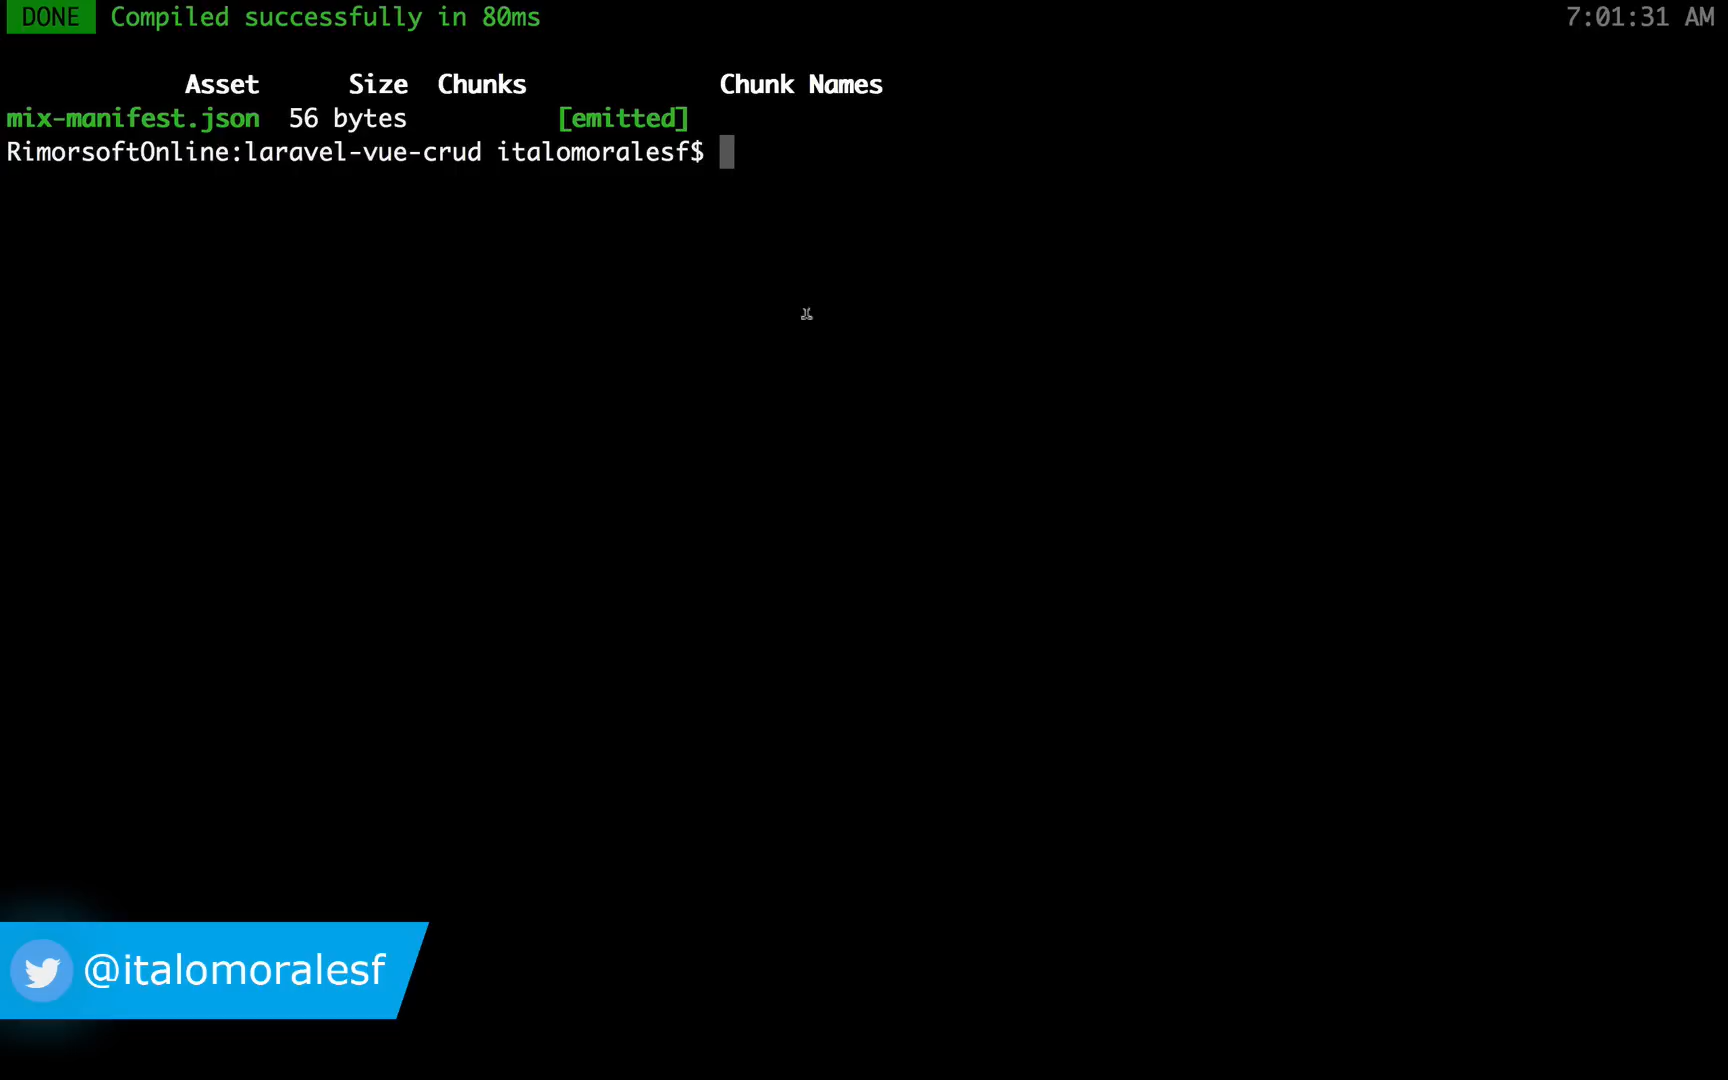 DONE Compiled successfully in 80ms 7:01:31 AM
Asset Size Chunks Chunk Names
mix-manifest.json 56 bytes [emitted]
RimorsoftOnline:laravel-vue-crud italomoralesf$
@italomoralesf